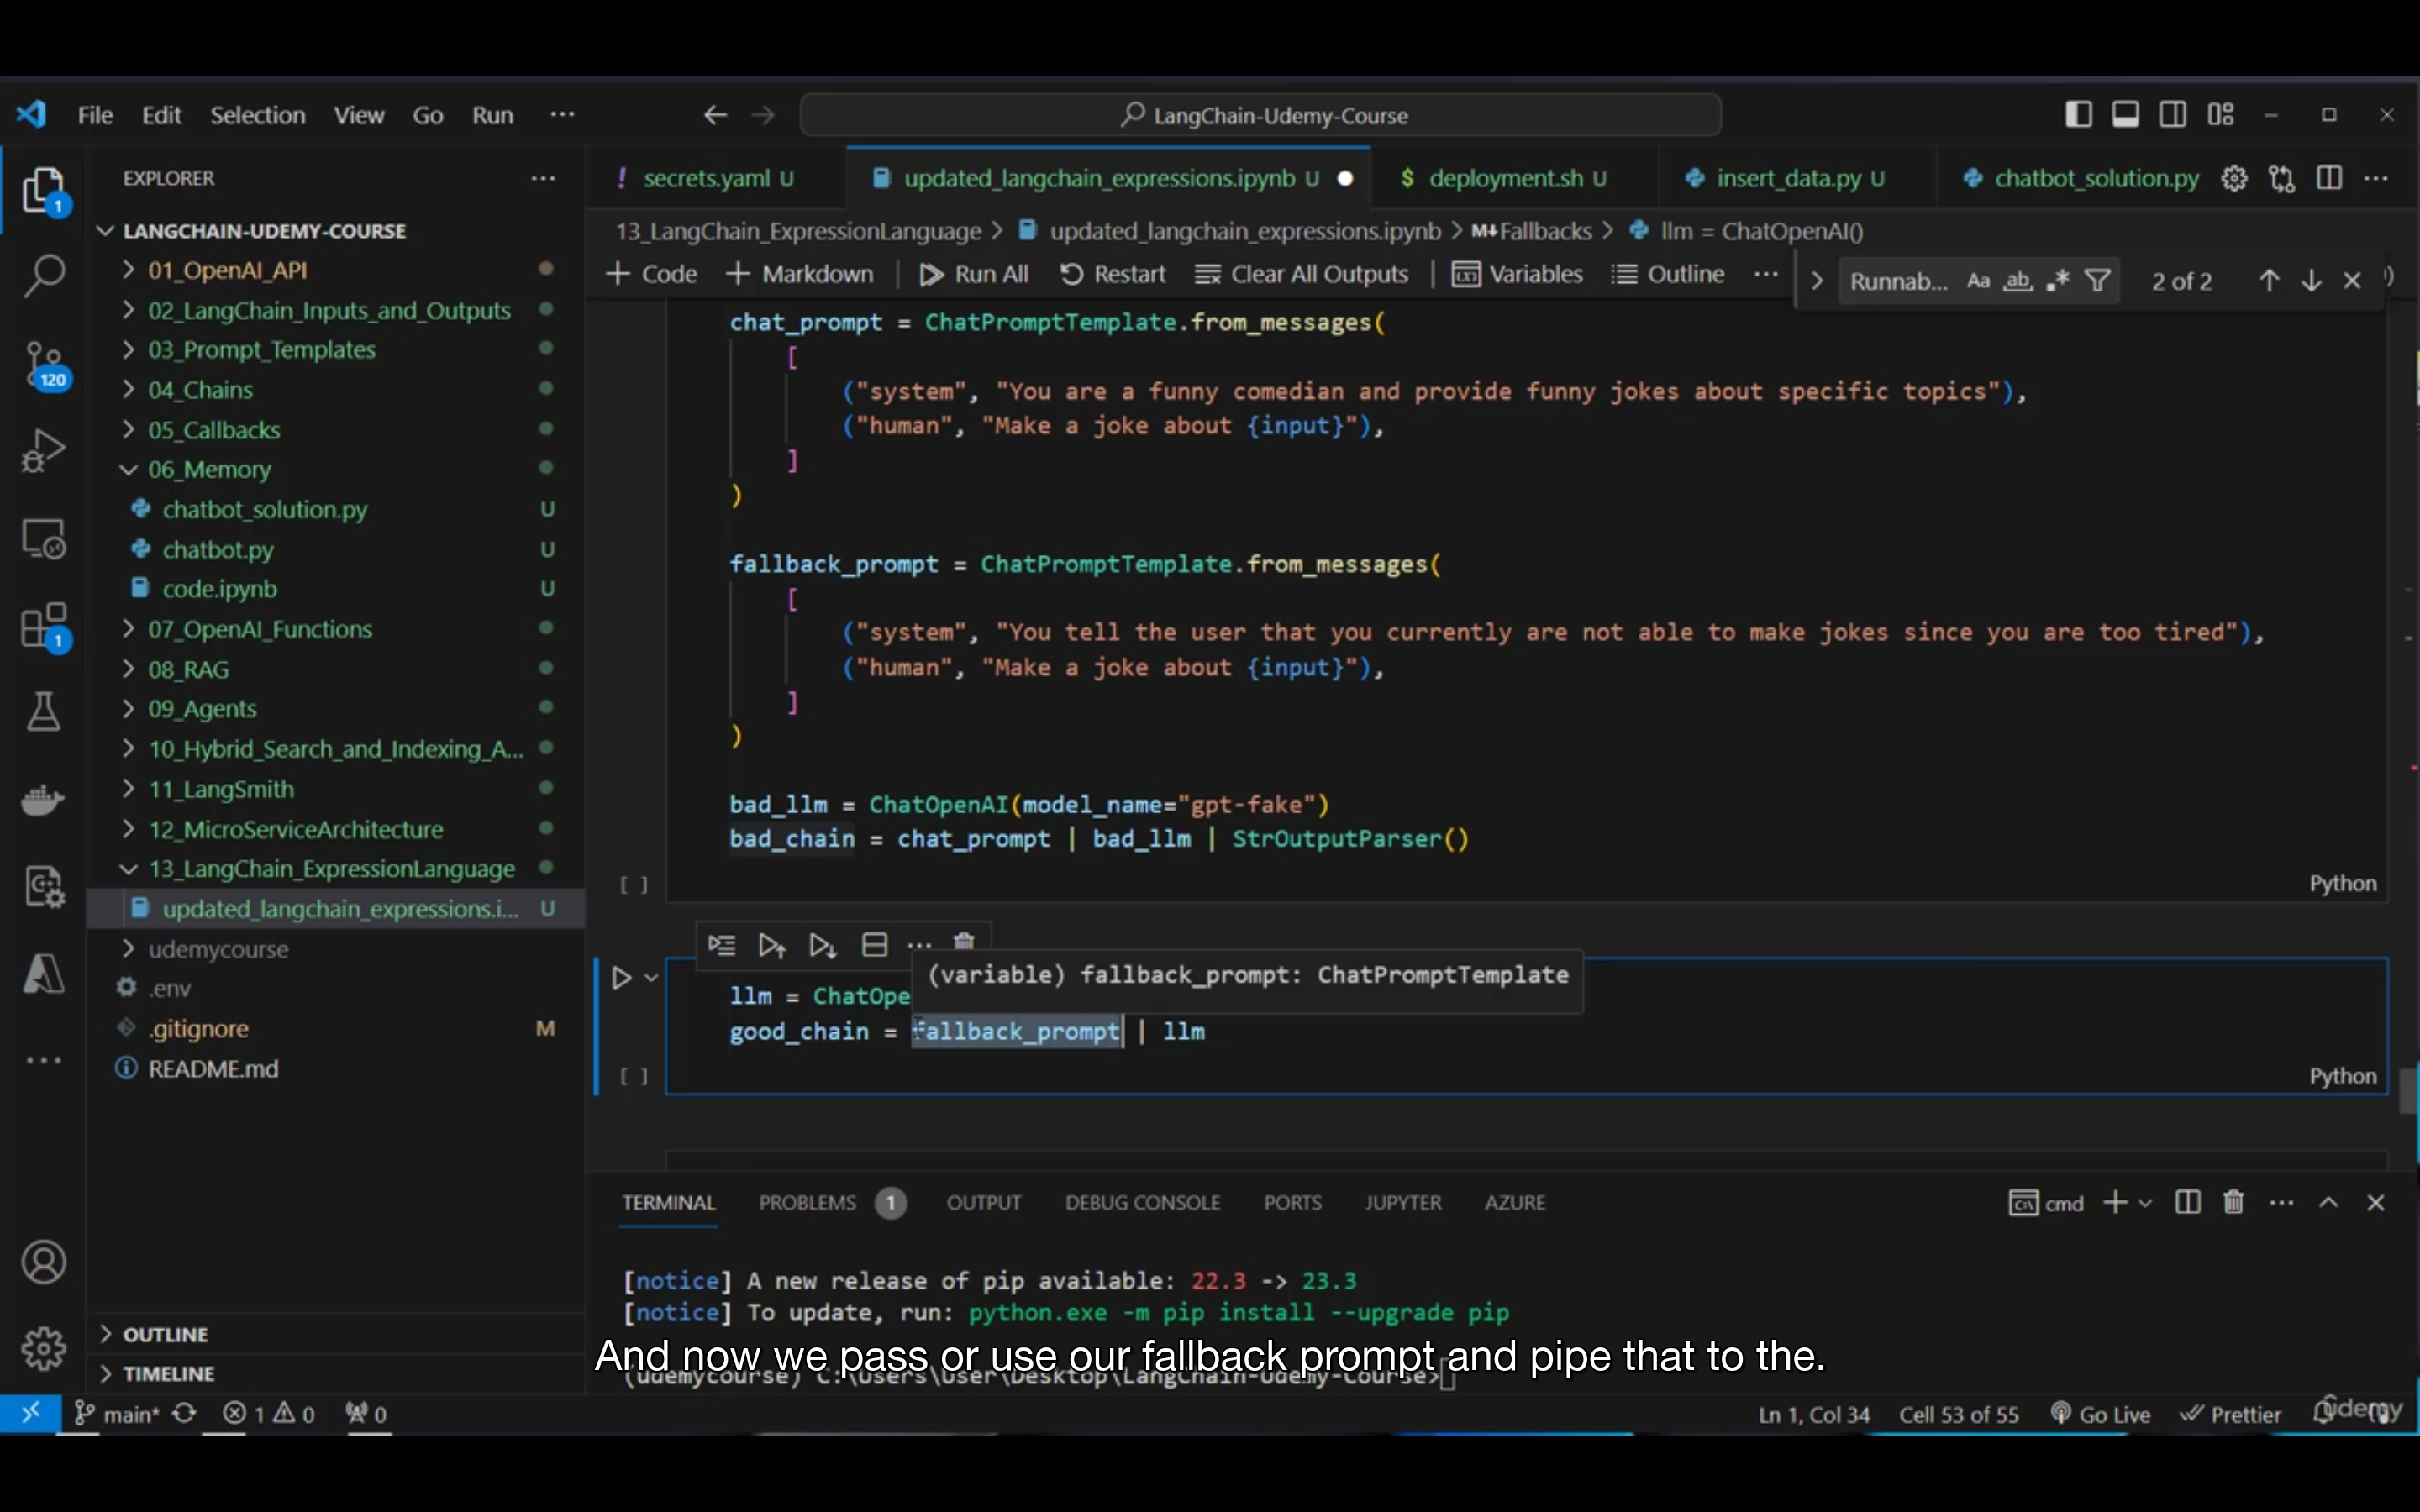 File Edit Selection View Go Run ...
LangChain-Udemy-Course
EXPLORER
LANGCHAIN-UDEMY-COURSE
01_OpenAI_API
02_LangChain_Inputs_and_Outputs
03_Prompt_Templates
04_Chains
05_Callbacks
06_Memory
chatbot_solution.py U
chatbot.py U
code.ipynb U
07_OpenAI_Functions
08_RAG
09_Agents
10_Hybrid_Search_and_Indexing_A...
11_LangSmith
12_MicroServiceArchitecture
13_LangChain_ExpressionLanguage
updated_langchain_expressions.i... U
udemycourse
.env
.gitignore M
README.md
OUTLINE
TIMELINE
1
120
1
! secrets.yaml U updated_langchain_expressions.ipynb U $ deployment.sh U insert_data.py U chatbot_solution.py
13_LangChain_ExpressionLanguage > updated_langchain_expressions.ipynb > M↓Fallbacks > llm = ChatOpenAI()
+ Code + Markdown Run All Restart Clear All Outputs Variables Outline ...
Runnab... Aa ab 2 of 2
chat_prompt = ChatPromptTemplate.from_messages(
[
("system", "You are a funny comedian and provide funny jokes about specific topics"),
("human", "Make a joke about {input}"),
]
)
fallback_prompt = ChatPromptTemplate.from_messages(
[
("system", "You tell the user that you currently are not able to make jokes since you are too tired"),
("human", "Make a joke about {input}"),
]
)
bad_llm = ChatOpenAI(model_name="gpt-fake")
bad_chain = chat_prompt | bad_llm | StrOutputParser()
[ ] Python
(variable) fallback_prompt: ChatPromptTemplate
llm = ChatOpe
good_chain = fallback_prompt | llm
[ ] Python
TERMINAL PROBLEMS 1 OUTPUT DEBUG CONSOLE PORTS JUPYTER AZURE
cmd
[notice] A new release of pip available: 22.3 -> 23.3
[notice] To update, run: python.exe -m pip install --upgrade pip
And now we pass or use our fallback prompt and pipe that to the.
(udemycourse) C:\Users\User\Desktop\LangChain-Udemy-Course>
main* 1 0 0
Ln 1, Col 34 Cell 53 of 55 Go Live Prettier
udemy